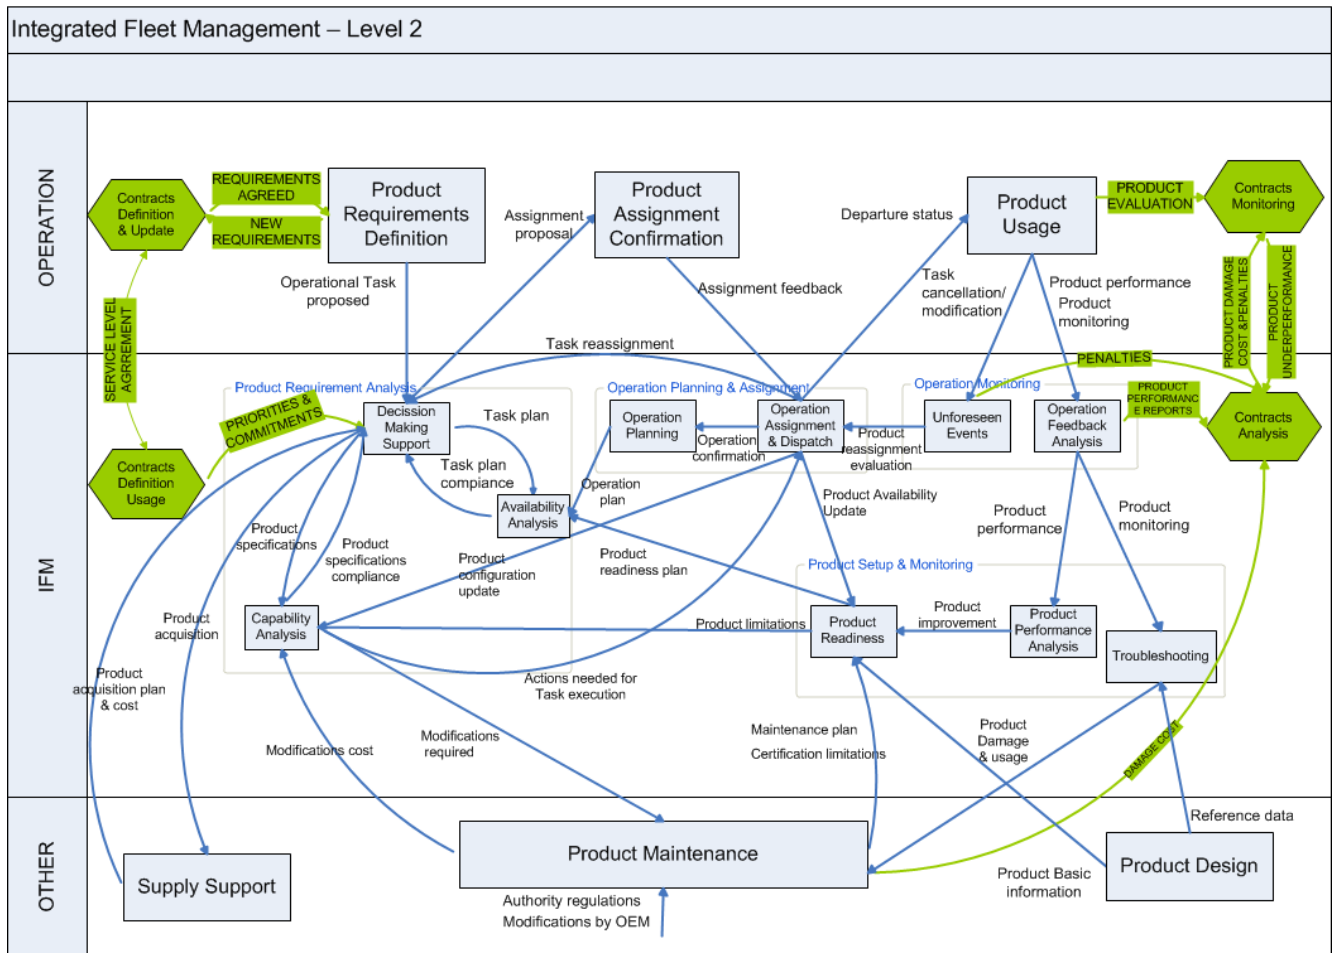 Integrated Fleet Management – Level 2
OPERATION
Contracts
Definition
& Update
REQUIREMENTS
AGREED
NEW
REQUIREMENTS
Product
Requirements
Definition
Operational Task
proposed
Assignment
proposal
Product
Assignment
Confirmation
Assignment feedback
Departure status
Task
cancellation/
modification
Product
Usage
Product performance
Product
monitoring
PRODUCT
EVALUATION
Contracts
Monitoring
PRODUCT DAMAGE
COST &PENALTIES
PRODUCT
UNDERPERFORMANCE
SERVICE LEVEL
AGRREMENT
Task reassignment
PENALTIES
IFM
Product Requirement Analysis
PRIORITIES &
COMMITMENTS
Decission
Making
Support
Task plan
Task plan
compliance
Contracts
Definition
Usage
Availability
Analysis
Operation Planning & Assignment
Operation
Planning
Operation
confirmation
Operation
Assignment
& Dispatch
Product
reassignment
evaluation
Operation Monitoring
Unforeseen
Events
Operation
Feedback
Analysis
PRODUCT
PERFORMANC
E REPORTS
Contracts
Analysis
Operation
plan
Product Availability
Update
Product
performance
Product
monitoring
Product
specifications
Product
specifications
compliance
Product
configuration
update
Product
readiness plan
Product Setup & Monitoring
Product
acquisition
Capability
Analysis
Product limitations
Product
Readiness
Product
improvement
Product
Performance
Analysis
Troubleshooting
Product
acquisition plan
& cost
Actions needed for
Task execution
Modifications cost
Modifications
required
Maintenance plan
Certification limitations
Product
Damage
& usage
DAMAGE COST
OTHER
Supply Support
Product Maintenance
Authority regulations
Modifications by OEM
Product Basic
information
Reference data
Product Design